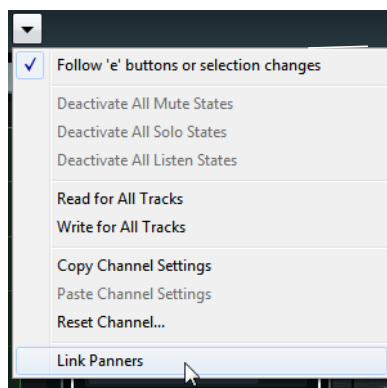 Follow 'e' buttons or selection changes
Deactivate All Mute States
Deactivate All Solo States
Deactivate All Listen States
Read for All Tracks
Write for All Tracks
Copy Channel Settings
Paste Channel Settings
Reset Channel...
Link Panners